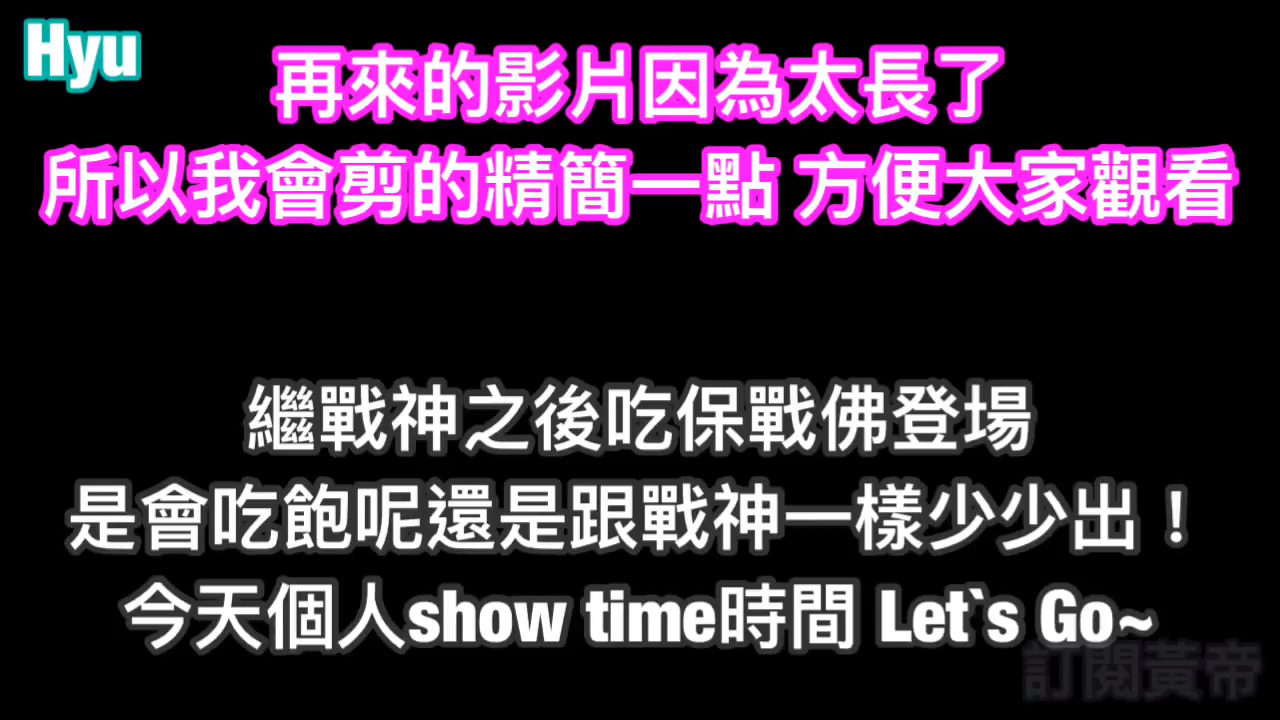 Hyu
再來的影片因為太長了
所以我會剪的精簡一點 方便大家觀看
繼戰神之後吃保戰佛登場
是會吃飽呢還是跟戰神一樣少少出！
今天個人show time時間 Let`s Go~
訂閱黃帝